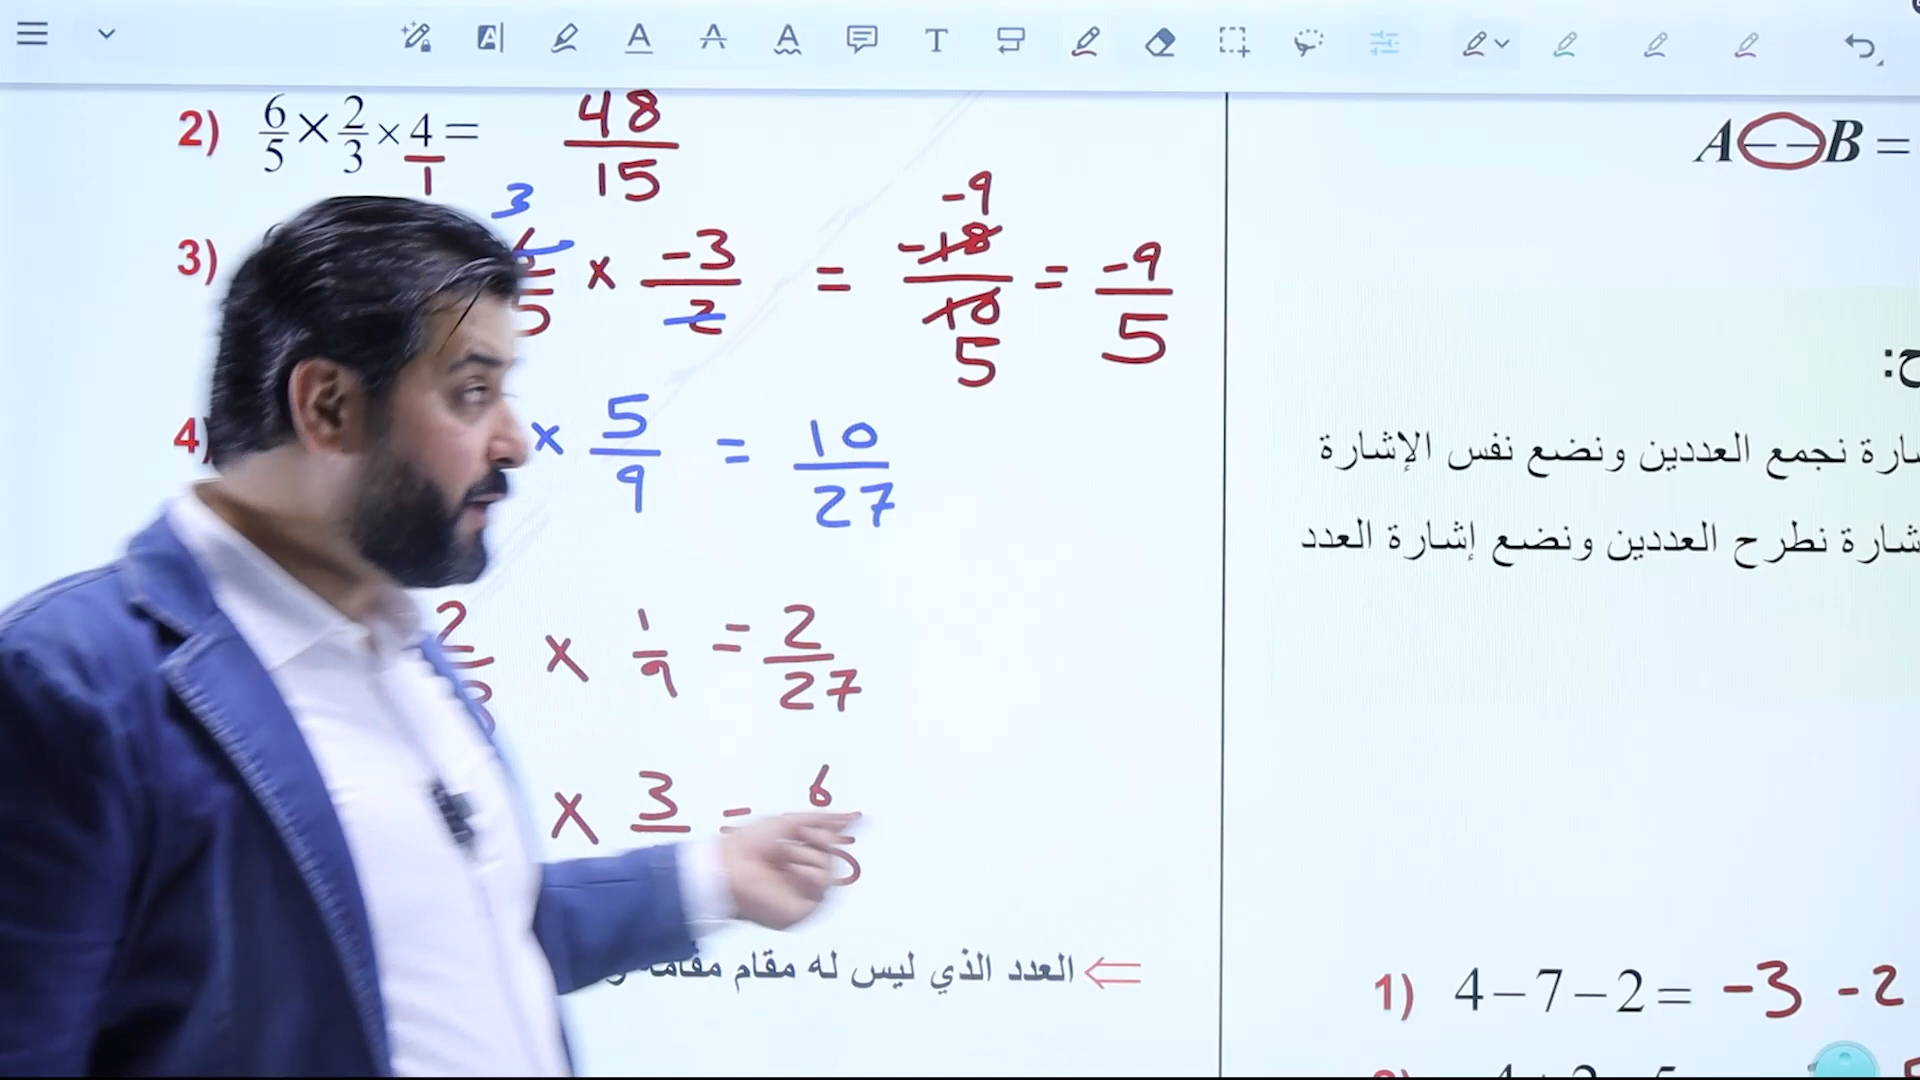 2) 6/5 × 2/3 × 4/1 = 48/15
3) 3 5 × -3/2 = -18/10 -9 5 = -9/5
4) × 5/9 = 10/27
2 × 1/9 = 2/27
× 3 = 6
العدد الذي ليس له مقام
A − − B =
نجمع العددين ونضع نفس الإشارة
نطرح العددين ونضع إشارة العدد
1) 4 − 7 − 2 = -3 -2